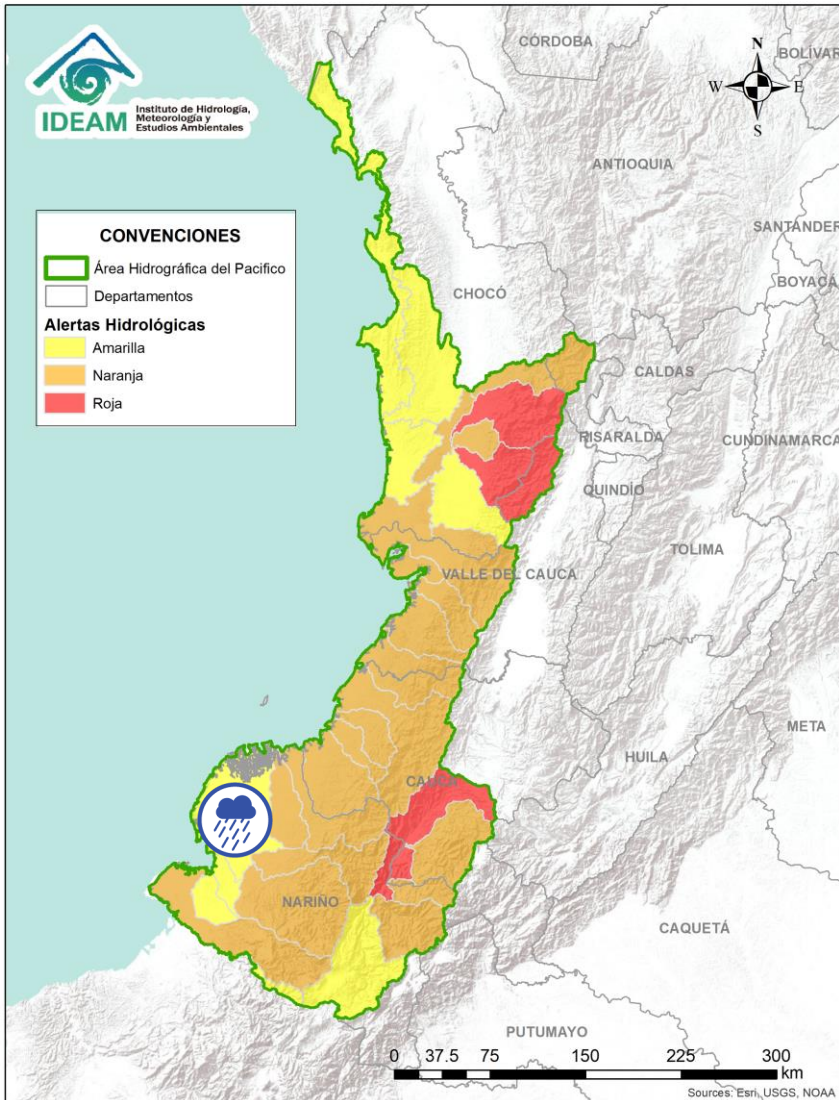 IDEAM
Instituto de Hidrología,
Meteorología y
Estudios Ambientales
CÓRDOBA
BOLÍVAR
N
W
E
S
ANTIOQUIA
SANTANDER
BOYACÁ
CONVENCIONES
Área Hidrográfica del Pacifico
Departamentos
Alertas Hidrológicas
Amarilla
Naranja
Roja
CHOCÓ
CALDAS
RISARALDA
CUNDINAMARCA
QUINDÍO
TOLIMA
VALLE DEL CAUCA
META
HUILA
CAUCA
NARIÑO
CAQUETÁ
PUTUMAYO
0 37.5 75 150 225 300
km
Sources: Esri, USGS, NOAA